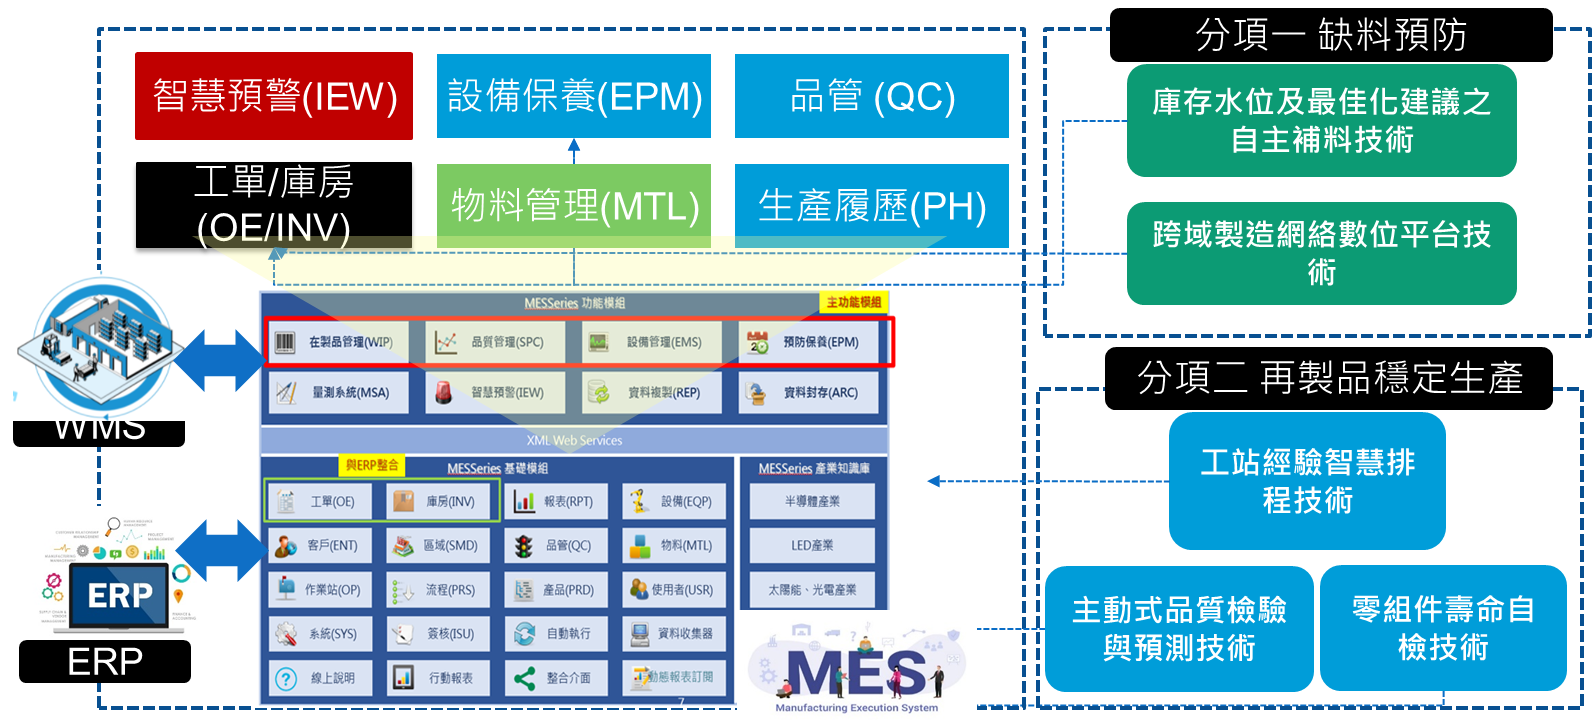 智慧預警(IEW)
設備保養(EPM)
品管 (QC)
工單/庫房
(OE/INV)
物料管理(MTL)
生產履歷(PH)
分項一 缺料預防
庫存水位及最佳化建議之
自主補料技術
跨域製造網絡數位平台技
術
分項二 再製品穩定生產
工站經驗智慧排
程技術
主動式品質檢驗
與預測技術
零組件壽命自
檢技術
WMS
ERP
ERP
MESSeries 功能模組
主功能模組
在製品管理(WIP)
品質管理(SPC)
設備管理(EMS)
預防保養(EPM)
量測系統(MSA)
智慧預警(IEW)
資料複製(REP)
資料封存(ARC)
XML Web Services
與ERP整合
MESSeries 基礎模組
工單(OE)
庫房(INV)
報表(RPT)
設備(EQP)
客戶(ENT)
區域(SMD)
品管(QC)
物料(MTL)
作業站(OP)
流程(PRS)
產品(PRD)
使用者(USR)
系統(SYS)
簽核(ISU)
自動執行
資料收集器
線上說明
行動報表
整合介面
動態報表訂閱
7
MESSeries 產業知識庫
半導體產業
LED產業
太陽能、光電產業
MES
Manufacturing Execution System